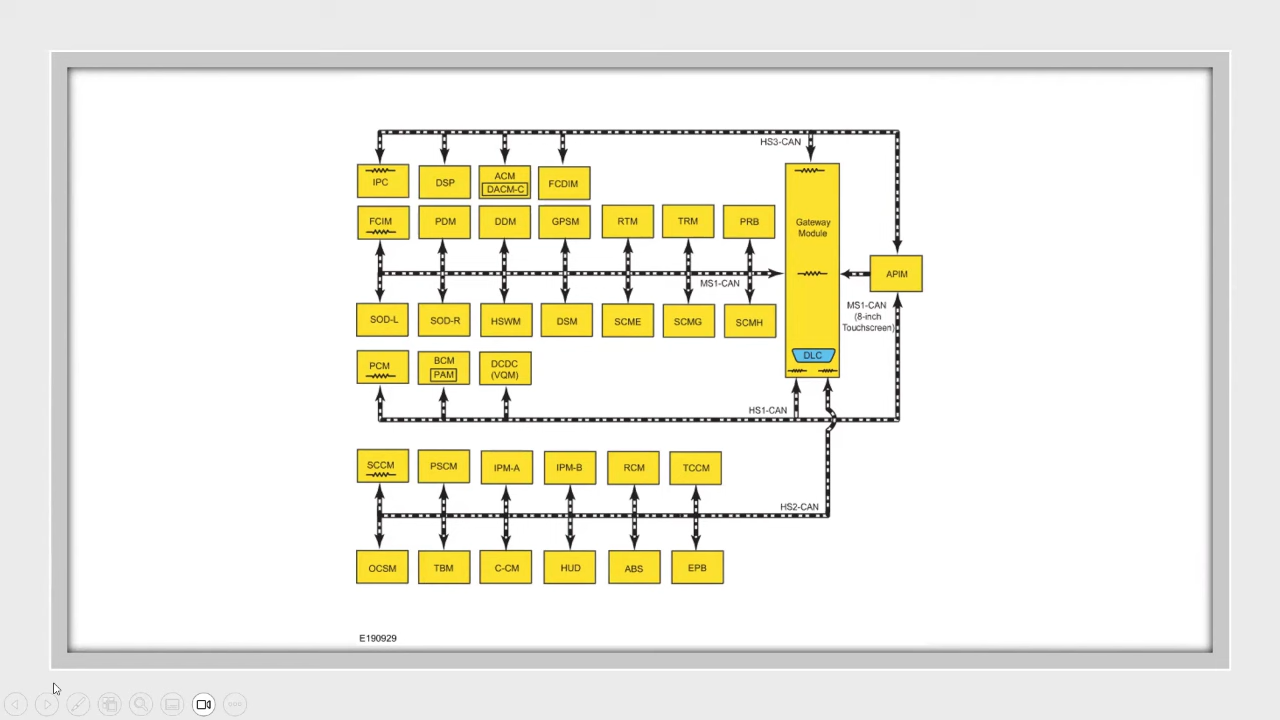 HS3-CAN
IPC
DSP
ACM
DACM-C
FCDIM
FCIM
PDM
DDM
GPSM
RTM
TRM
PRB
Gateway
Module
APIM
MS1-CAN
MS1-CAN
(8-inch
Touchscreen)
SOD-L
SOD-R
HSWM
DSM
SCME
SCMG
SCMH
DLC
PCM
BCM
PAM
DCDC
(VQM)
HS1-CAN
SCCM
PSCM
IPM-A
IPM-B
RCM
TCCM
HS2-CAN
OCSM
TBM
C-CM
HUD
ABS
EPB
E190929